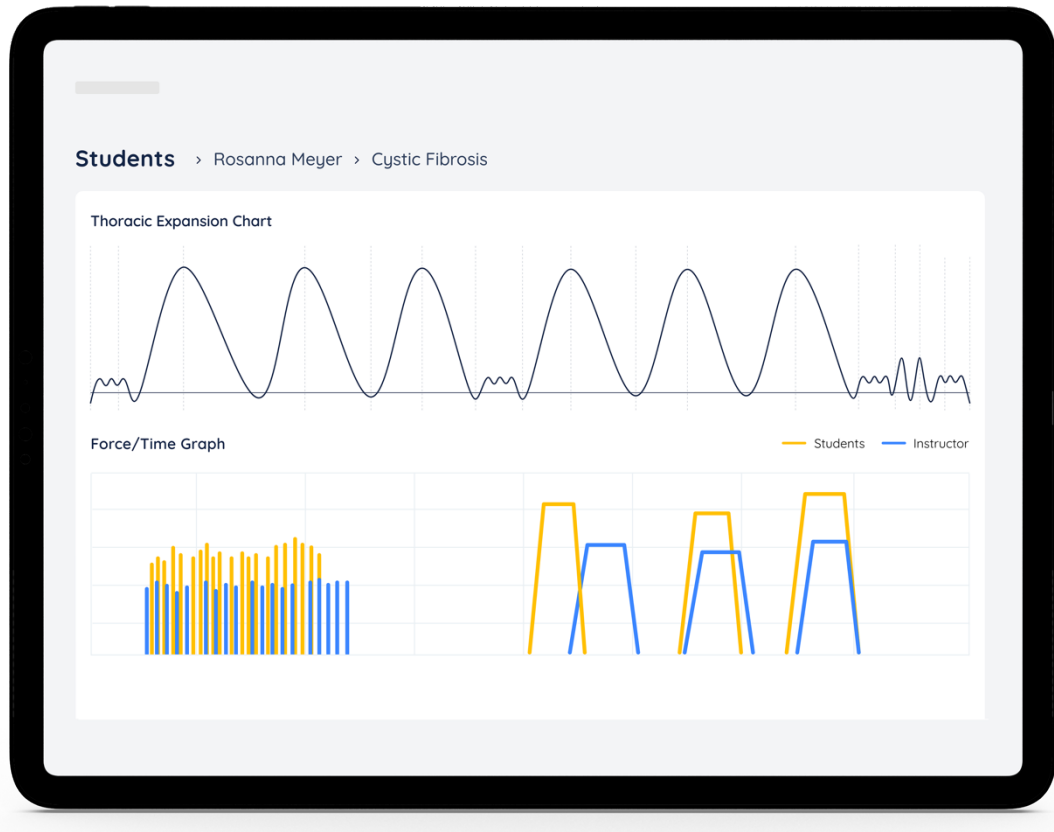 Students > Rosanna Meyer > Cystic Fibrosis
Thoracic Expansion Chart
Force/Time Graph
Students Instructor